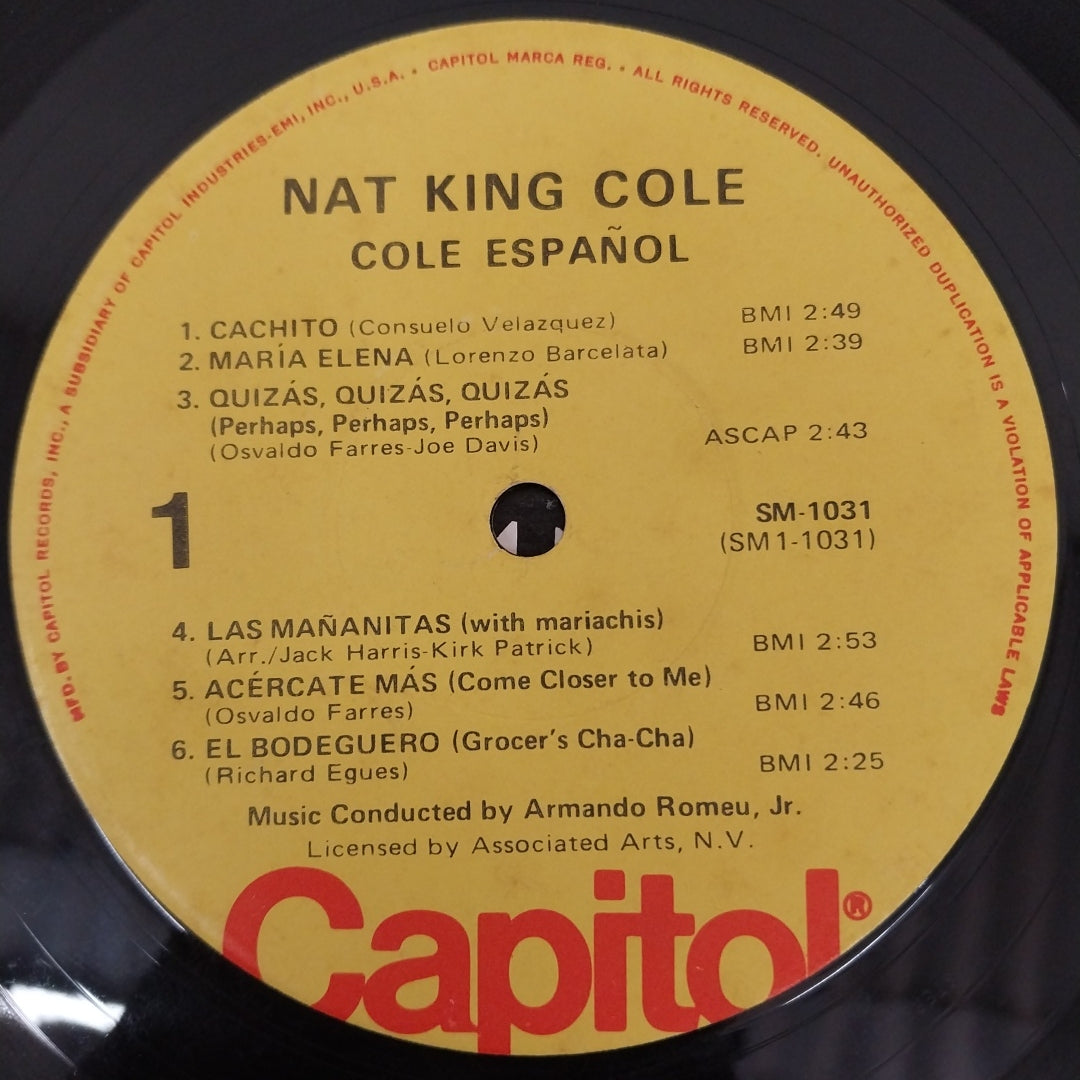 MFD. BY CAPITOL RECORDS, INC., A SUBSIDIARY OF CAPITOL INDUSTRIES-EMI, INC., U.S.A. • CAPITOL MARCA REG. • ALL RIGHTS RESERVED. UNAUTHORIZED DUPLICATION IS A VIOLATION OF APPLICABLE LAWS
NAT KING COLE
COLE ESPAÑOL
1. CACHITO (Consuelo Velazquez) BMI 2:49
2. MARÍA ELENA (Lorenzo Barcelata) BMI 2:39
3. QUIZÁS, QUIZÁS, QUIZÁS
(Perhaps, Perhaps, Perhaps)
(Osvaldo Farres-Joe Davis) ASCAP 2:43
1
SM-1031
(SM1-1031)
4. LAS MAÑANITAS (with mariachis)
(Arr./Jack Harris-Kirk Patrick) BMI 2:53
5. ACÉRCATE MÁS (Come Closer to Me)
(Osvaldo Farres) BMI 2:46
6. EL BODEGUERO (Grocer's Cha-Cha)
(Richard Egues) BMI 2:25
Music Conducted by Armando Romeu, Jr.
Licensed by Associated Arts, N.V.
Capitol®